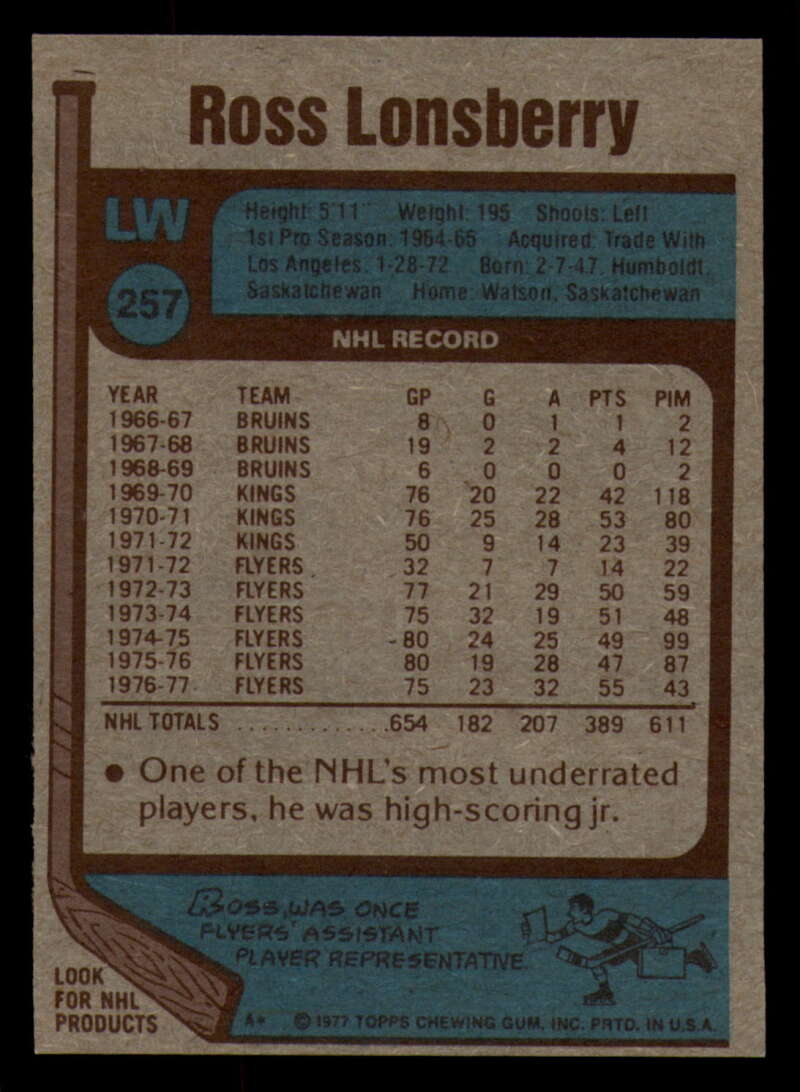 Ross Lonsberry
LW
257
Height: 5'11" Weight: 195 Shoots: Left
1st Pro Season: 1964-65 Acquired: Trade With
Los Angeles, 1-28-72 Born: 2-7-47, Humboldt,
Saskatchewan Home: Watson, Saskatchewan
NHL RECORD
YEAR TEAM GP G A PTS PIM
1966-67 BRUINS 8 0 1 1 2
1967-68 BRUINS 19 2 2 4 12
1968-69 BRUINS 6 0 0 0 2
1969-70 KINGS 76 20 22 42 118
1970-71 KINGS 76 25 28 53 80
1971-72 KINGS 50 9 14 23 39
1971-72 FLYERS 32 7 7 14 22
1972-73 FLYERS 77 21 29 50 59
1973-74 FLYERS 75 32 19 51 48
1974-75 FLYERS 80 24 25 49 99
1975-76 FLYERS 80 19 28 47 87
1976-77 FLYERS 75 23 32 55 43
NHL TOTALS ..............654 182 207 389 611
● One of the NHL's most underrated
players, he was high-scoring jr.
ROSS WAS ONCE
FLYERS' ASSISTANT
PLAYER REPRESENTATIVE
LOOK
FOR NHL
PRODUCTS
A* © 1977 TOPPS CHEWING GUM, INC. PRTD. IN U.S.A.